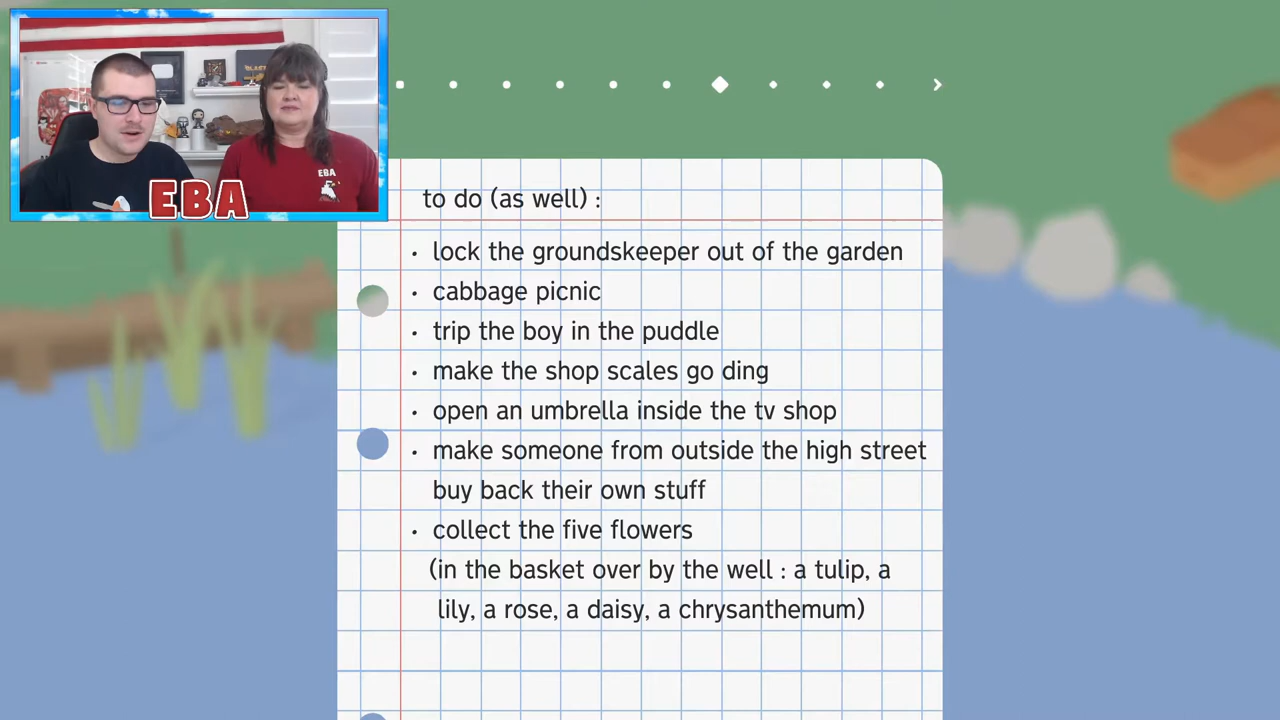 EBA
EBA
to do (as well) :
• lock the groundskeeper out of the garden
• cabbage picnic
• trip the boy in the puddle
• make the shop scales go ding
• open an umbrella inside the tv shop
• make someone from outside the high street
buy back their own stuff
• collect the five flowers
(in the basket over by the well : a tulip, a
lily, a rose, a daisy, a chrysanthemum)